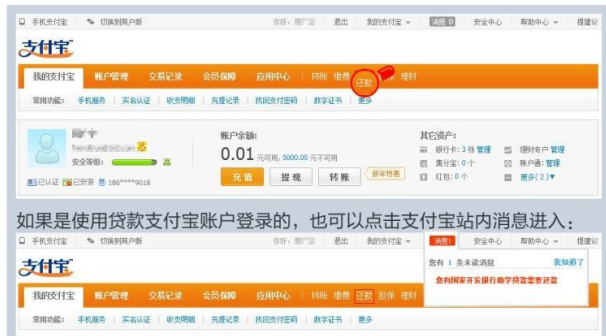 手机支付宝 切换到商户版 你好， 退出 我的支付宝 消息 0 安全中心 帮助中心 提建议
支付宝
我的支付宝 账户管理 交易记录 会员保障 应用中心 转账 缴费 还款 理财
常用功能： 手机服务 实名认证 收支明细 充提记录 找回支付密码 数字证书 更多
账户余额： 其它资产：
0.01 元可用, 5000.00 元不可用 银行卡：3 张 管理 理财专户 管理
安全等级： 高 集分宝：0 个 账户通：管理
已认证 已安装 186****9018 充值 提现 转账 红包：0 个 更多(2)
如果是使用贷款支付宝账户登录的，也可以点击支付宝站内消息进入：
手机支付宝 切换到商户版 你好， 退出 我的支付宝 消息1 安全中心 帮助中心 提建议
支付宝
您有 1 条未读消息 我知道了
您有国家开发银行助学贷款需要还款
我的支付宝 账户管理 交易记录 会员保障 应用中心 转账 缴费 还款 担保 理财
常用功能： 手机服务 实名认证 收支明细 充提记录 找回支付密码 数字证书 更多